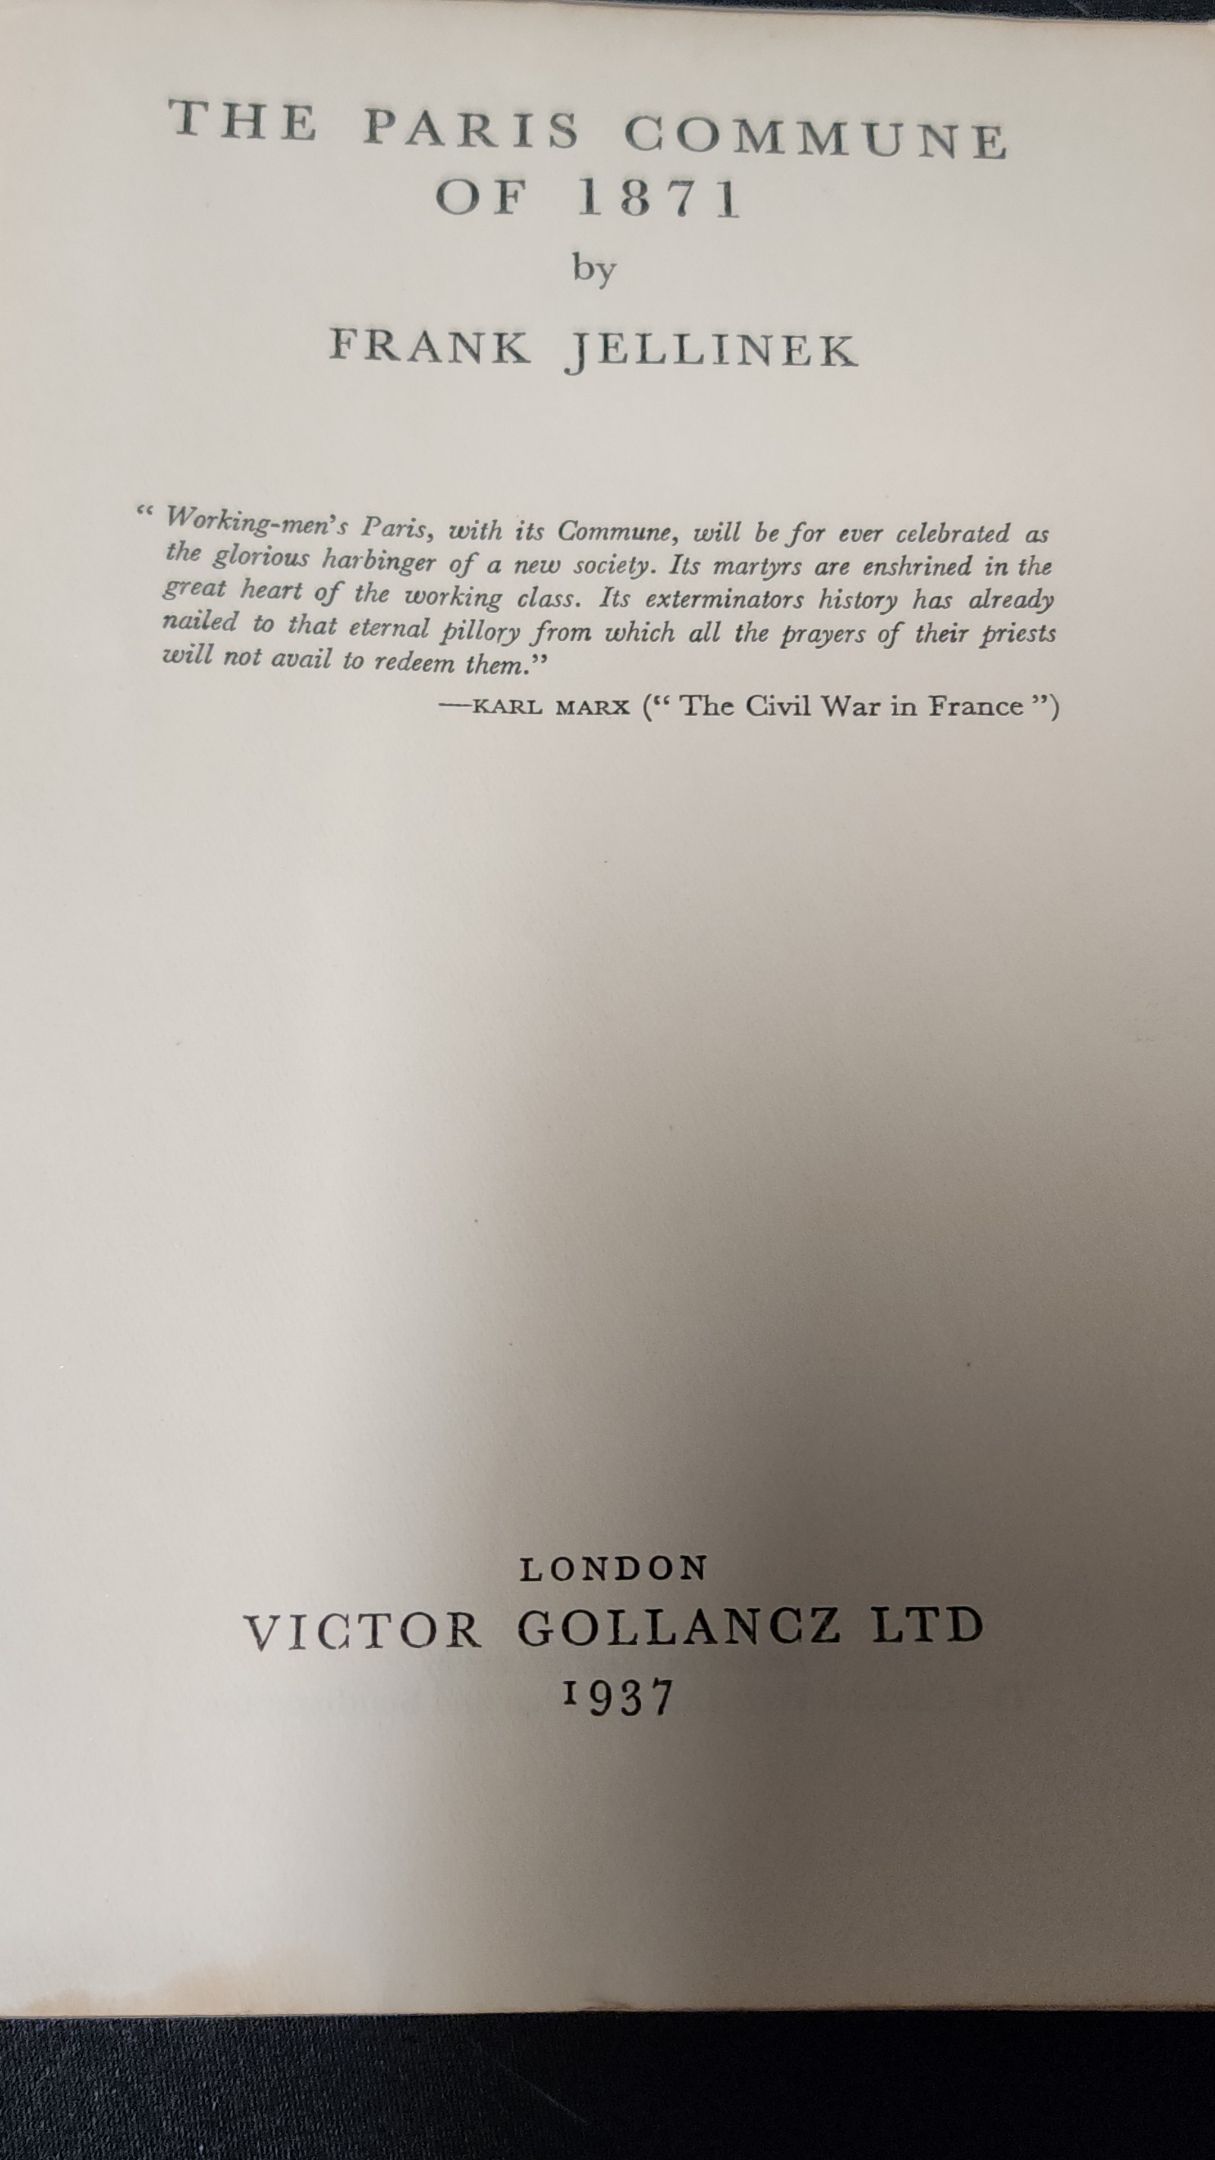 THE PARIS COMMUNE
OF 1871
by
FRANK JELLINEK
“ Working-men’s Paris, with its Commune, will be for ever celebrated as
the glorious harbinger of a new society. Its martyrs are enshrined in the
great heart of the working class. Its exterminators history has already
nailed to that eternal pillory from which all the prayers of their priests
will not avail to redeem them.”
—KARL MARX (“ The Civil War in France ”)
LONDON
VICTOR GOLLANCZ LTD
1937